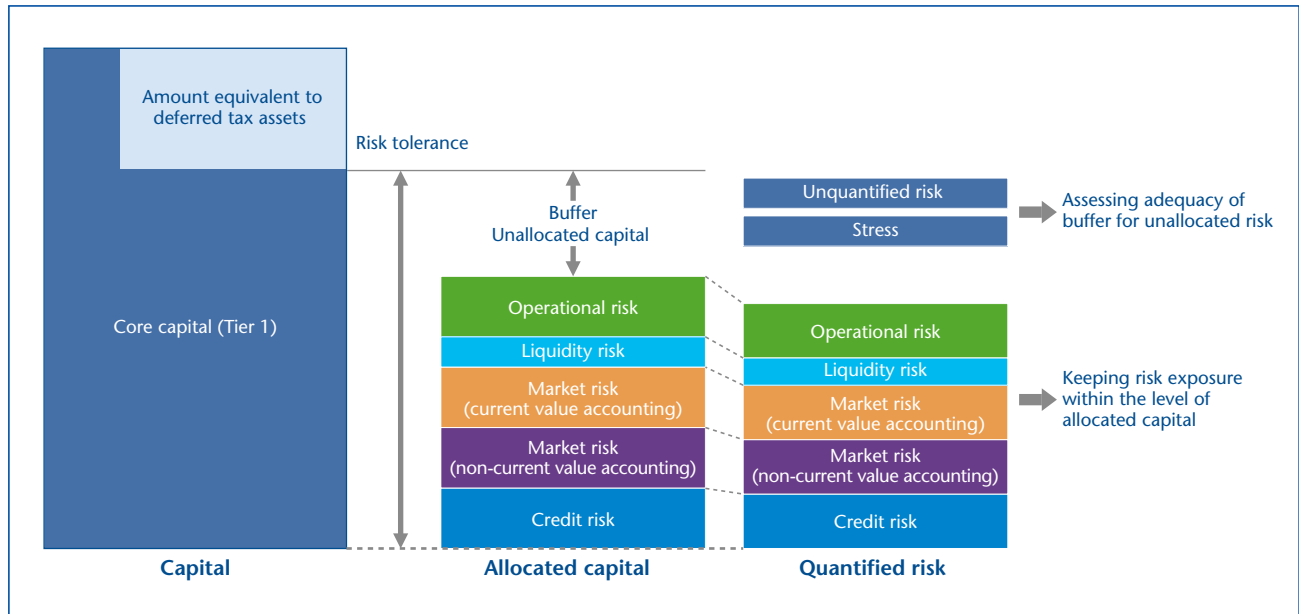 Amount equivalent to
deferred tax assets
Core capital (Tier 1)
Capital
Risk tolerance
Buffer
Unallocated capital
Operational risk
Liquidity risk
Market risk
(current value accounting)
Market risk
(non-current value accounting)
Credit risk
Allocated capital
Unquantified risk
Stress
Operational risk
Liquidity risk
Market risk
(current value accounting)
Market risk
(non-current value accounting)
Credit risk
Quantified risk
Assessing adequacy of
buffer for unallocated risk
Keeping risk exposure
within the level of
allocated capital